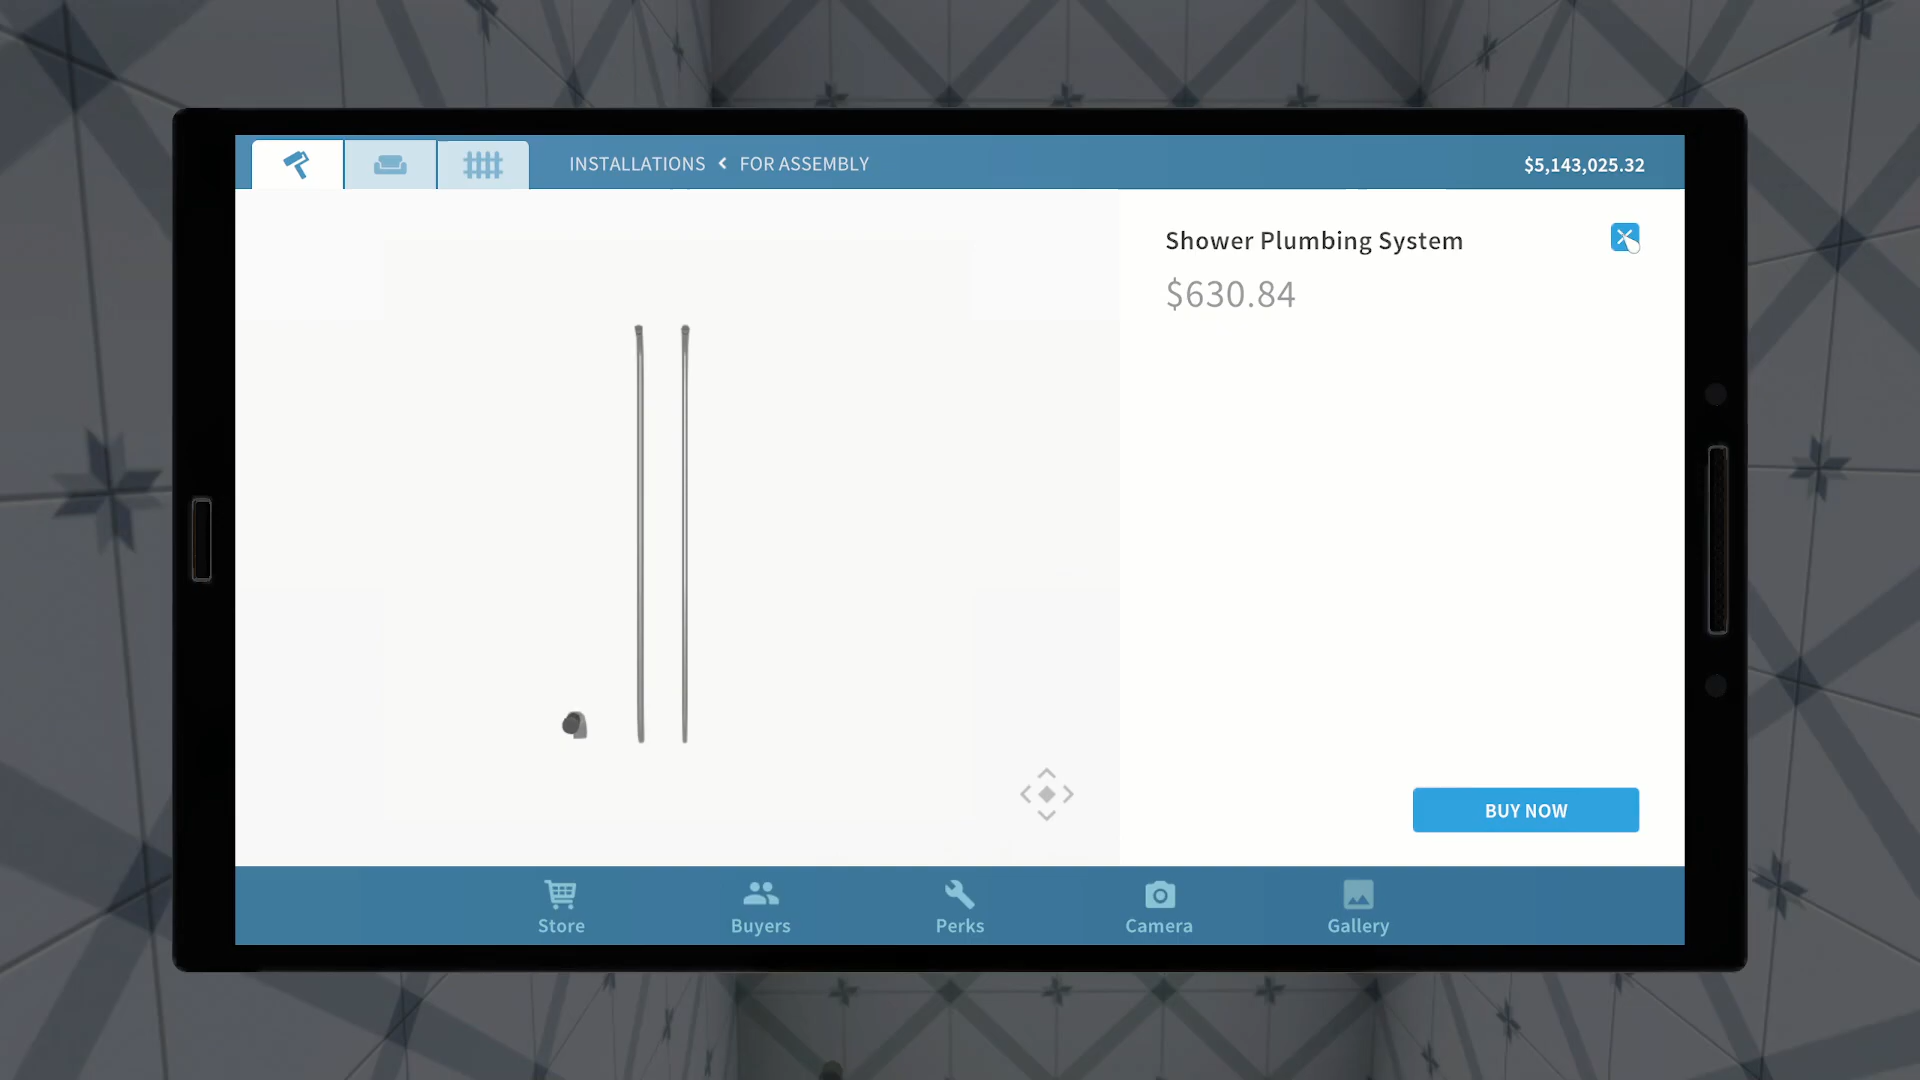 INSTALLATIONS < FOR ASSEMBLY
$5,143,025.32
Shower Plumbing System
$630.84
BUY NOW
Store
Buyers
Perks
Camera
Gallery